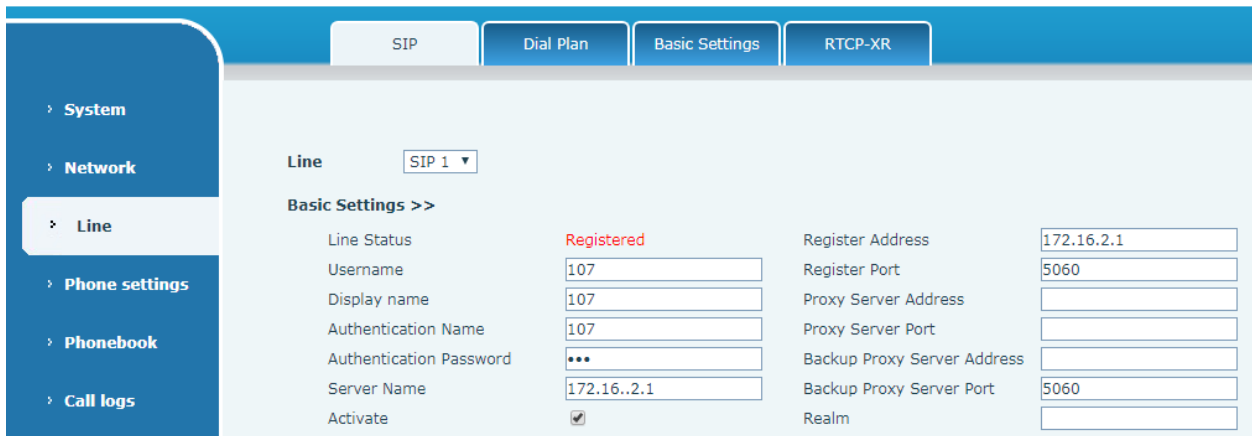 SIP Dial Plan Basic Settings RTCP-XR
System
Network
Line
Phone settings
Phonebook
Call logs
Line SIP 1
Basic Settings >>
Line Status Registered Register Address 172.16.2.1
Username 107 Register Port 5060
Display name 107 Proxy Server Address
Authentication Name 107 Proxy Server Port
Authentication Password ••• Backup Proxy Server Address
Server Name 172.16..2.1 Backup Proxy Server Port 5060
Activate Realm